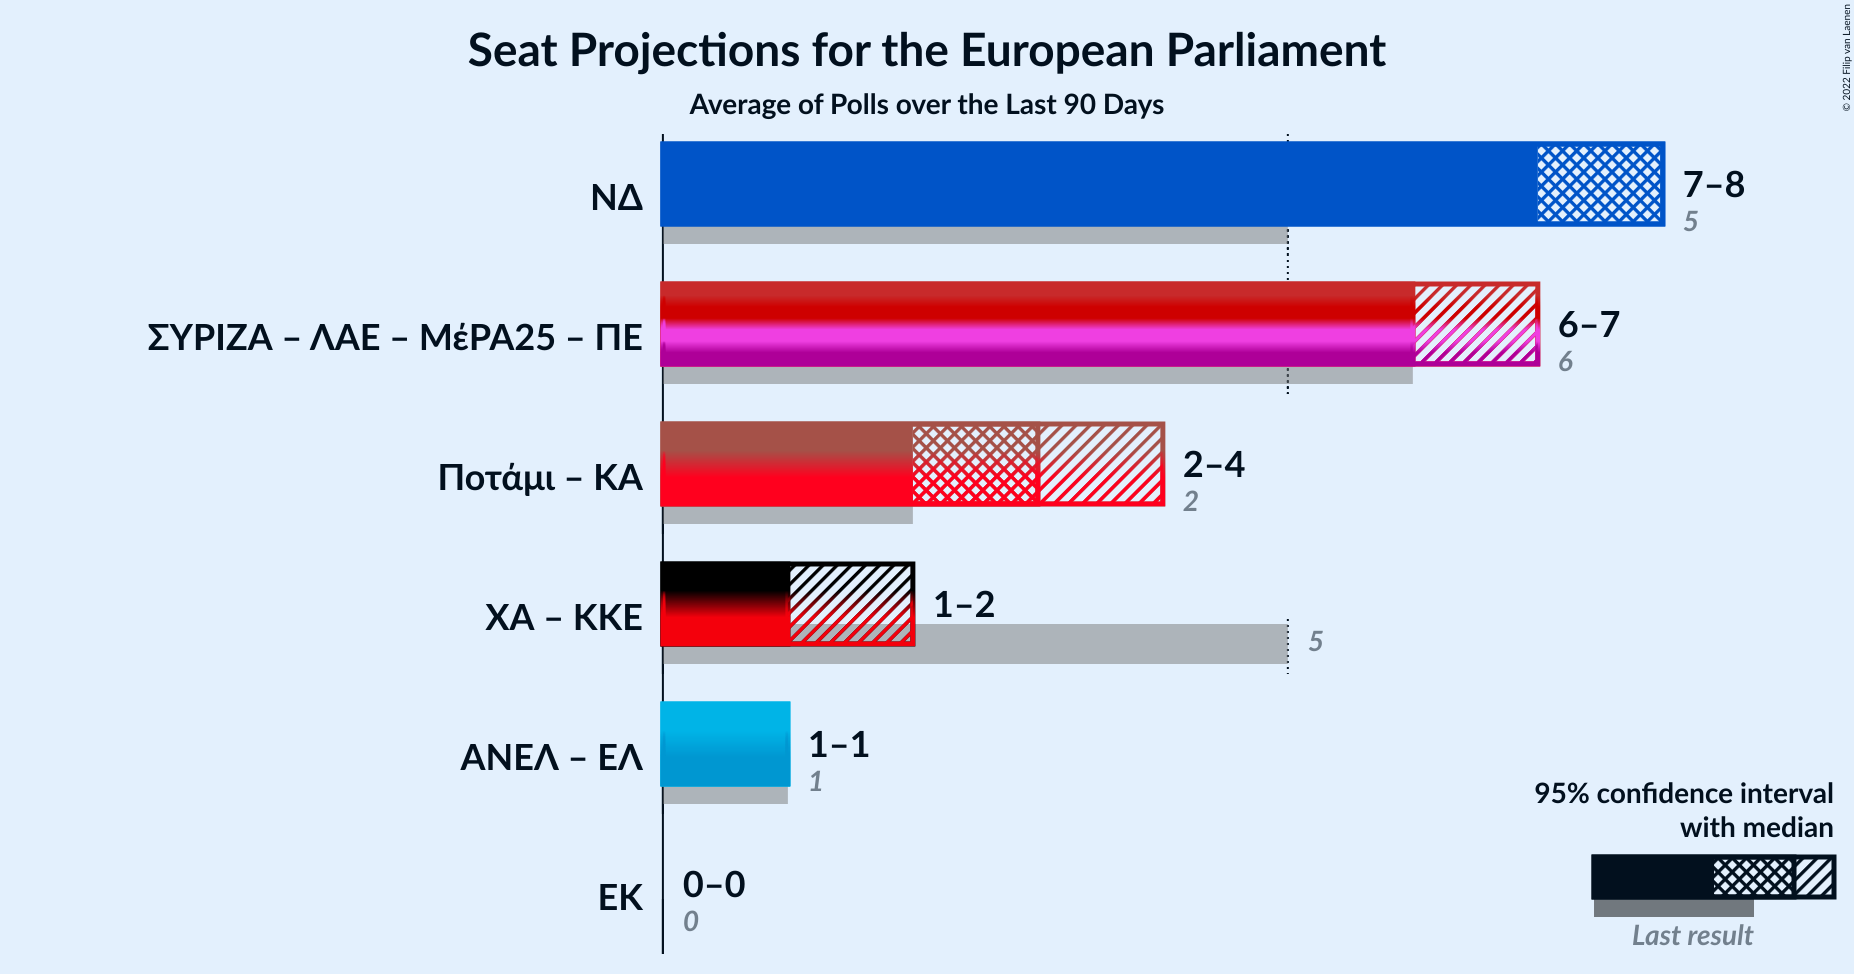 Seat Projections for the European Parliament
Average of Polls over the Last 90 Days
© 2022 Filip van Laenen
ΝΔ
7–8
5
ΣΥΡΙΖΑ – ΛΑΕ – ΜέΡΑ25 – ΠΕ
6–7
6
Ποτάμι – ΚΑ
2–4
2
ΧΑ – ΚΚΕ
1–2
5
ΑΝΕΛ – ΕΛ
1–1
1
ΕΚ
0–0
0
95% confidence interval
with median
Last result